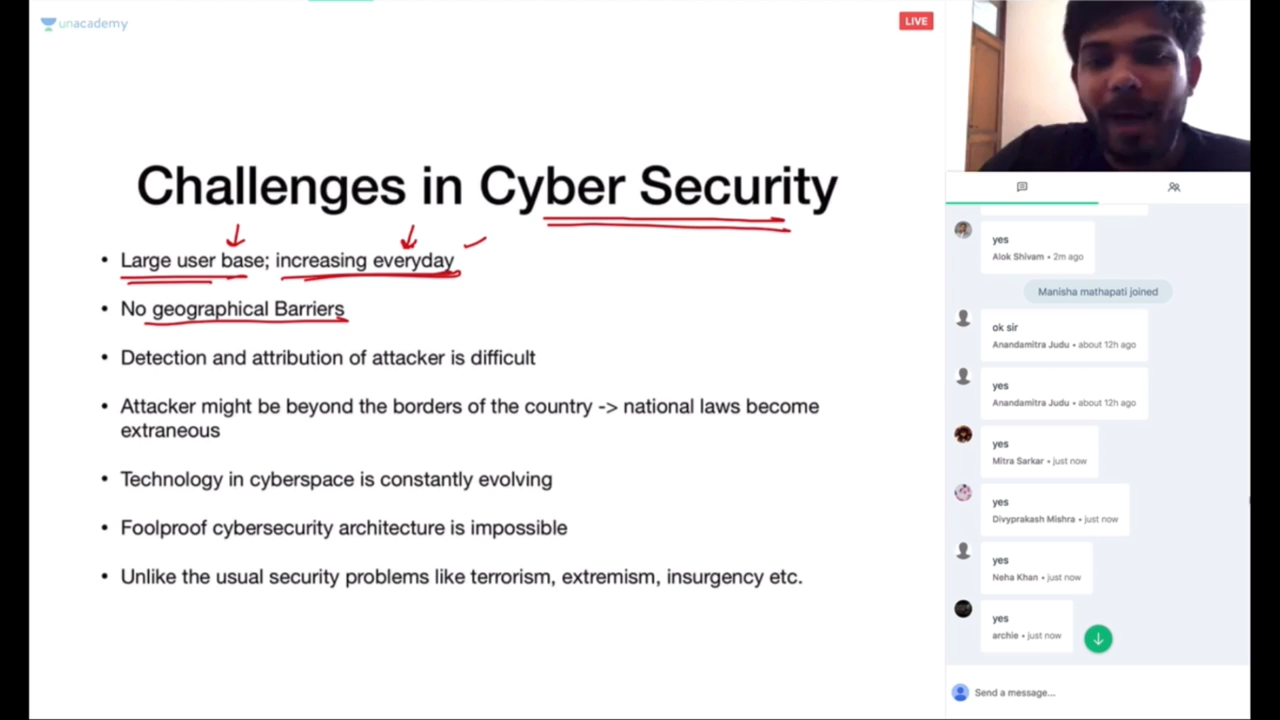 unacademy
LIVE
Challenges in Cyber Security
• Large user base; increasing everyday
• No geographical Barriers
• Detection and attribution of attacker is difficult
• Attacker might be beyond the borders of the country -> national laws become
extraneous
• Technology in cyberspace is constantly evolving
• Foolproof cybersecurity architecture is impossible
• Unlike the usual security problems like terrorism, extremism, insurgency etc.
yes
Alok Shivam • 2m ago
Manisha mathapati joined
ok sir
Anandamitra Judu • about 12h ago
yes
Anandamitra Judu • about 12h ago
yes
Mitra Sarkar • just now
yes
Divyprakash Mishra • just now
yes
Neha Khan • just now
yes
archie • just now
Send a message...